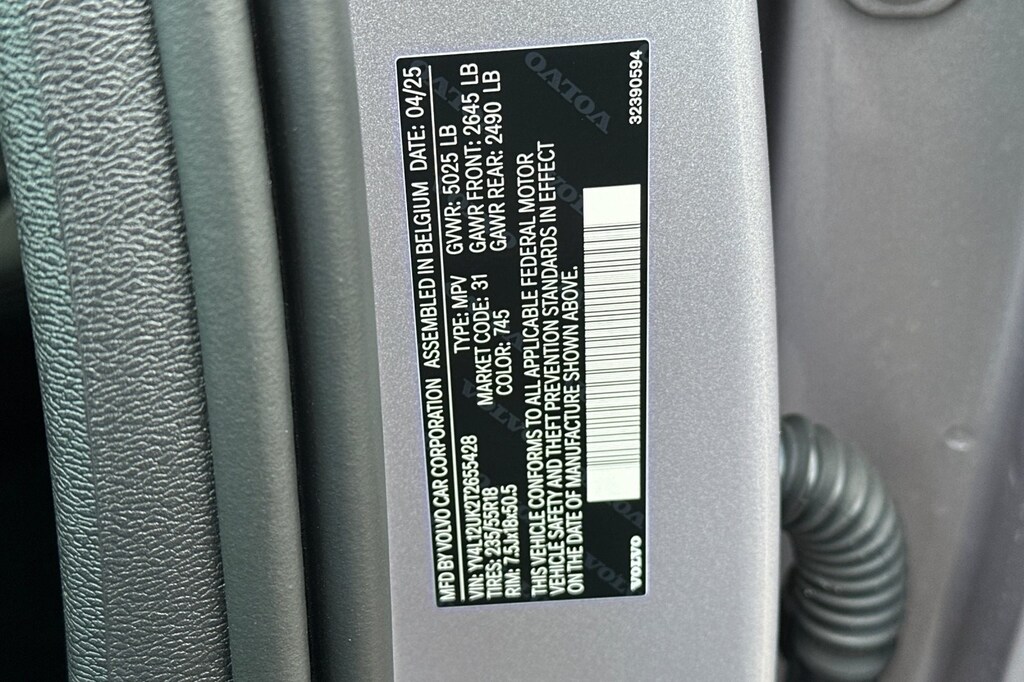 MFD BY VOLVO CAR CORPORATION ASSEMBLED IN BELGIUM DATE: 04/25
VIN: YV4L12UK2T2655428 TYPE: MPV GVWR: 5025 LB
TIRES: 235/55R18 MARKET CODE: 31 GAWR FRONT: 2645 LB
RIM: 7.5Jx18x50.5 COLOR: 745 GAWR REAR: 2490 LB
THIS VEHICLE CONFORMS TO ALL APPLICABLE FEDERAL MOTOR
VEHICLE SAFETY AND THEFT PREVENTION STANDARDS IN EFFECT
ON THE DATE OF MANUFACTURE SHOWN ABOVE.
VOLVO 32390594